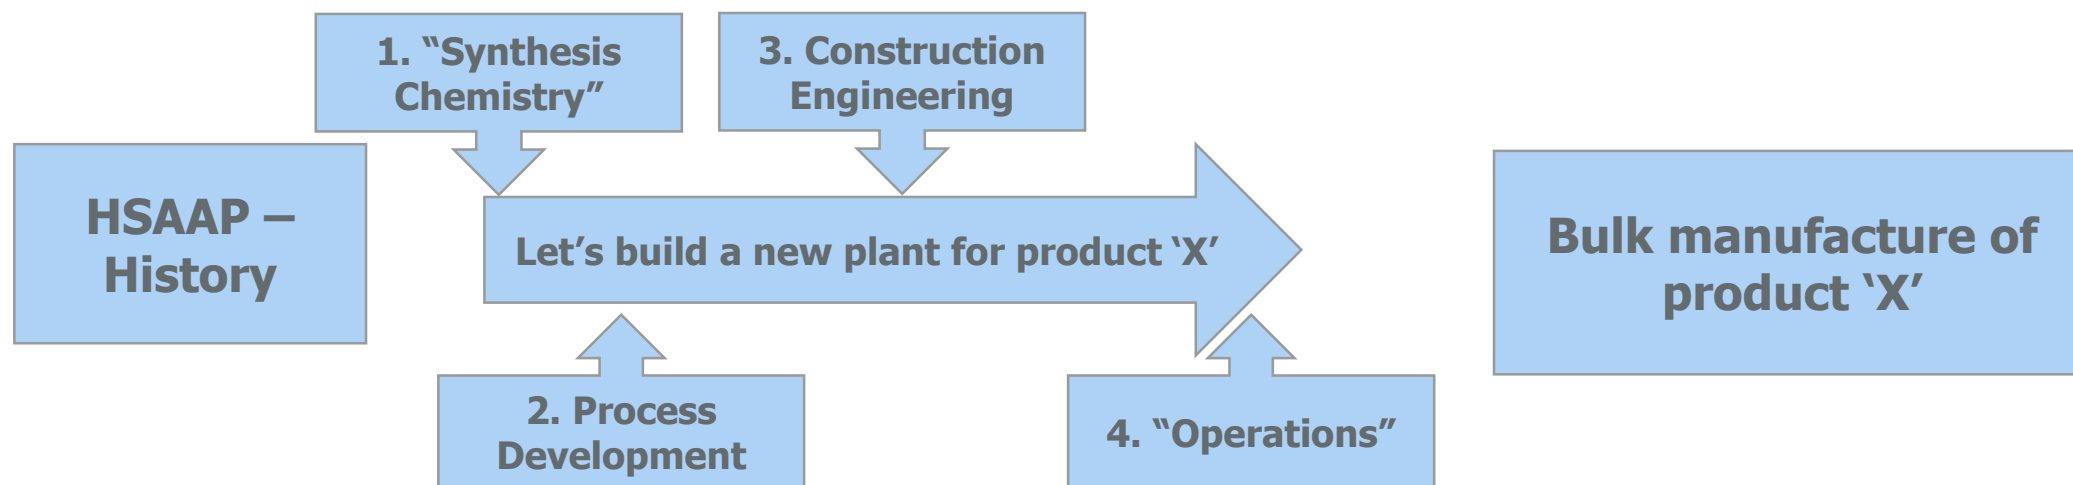 1. “Synthesis
Chemistry”
3. Construction
Engineering
HSAAP –
History
Let’s build a new plant for product ‘X’
Bulk manufacture of
product ‘X’
2. Process
Development
4. “Operations”